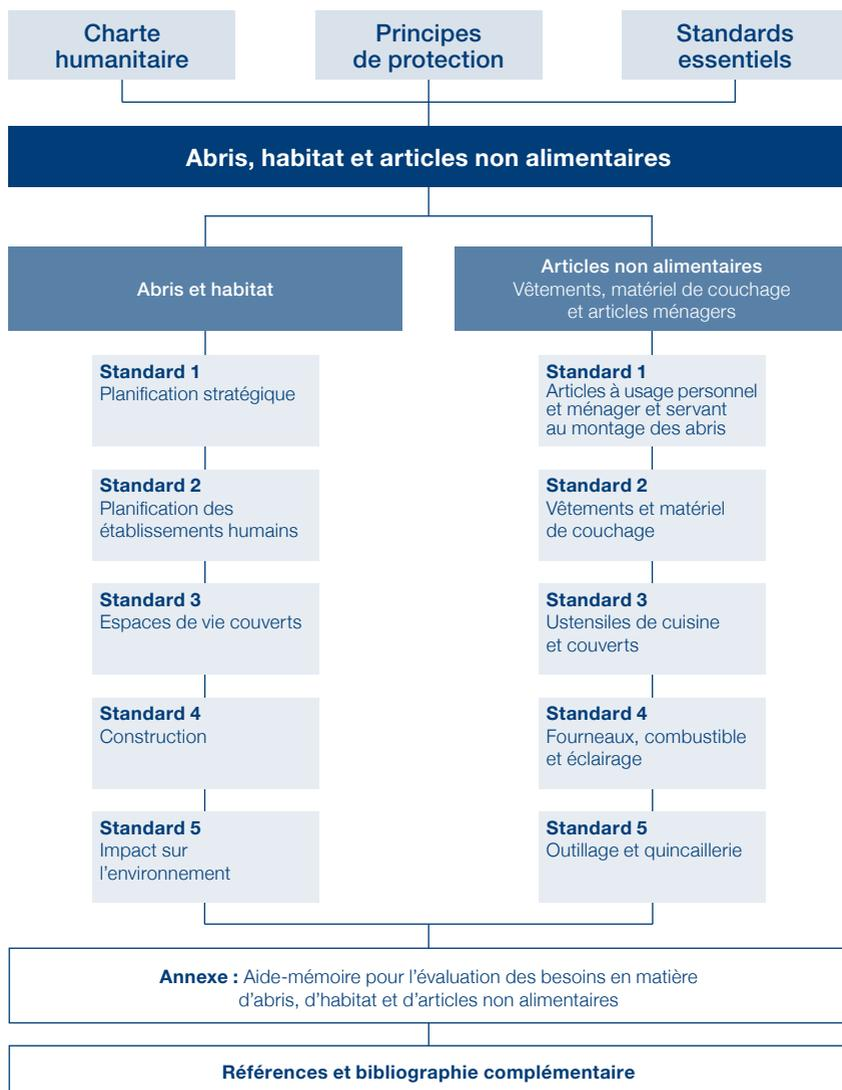 Charte
humanitaire
Principes
de protection
Standards
essentiels
Abris, habitat et articles non alimentaires
Abris et habitat
Articles non alimentaires
Vêtements, matériel de couchage
et articles ménagers
Standard 1
Planification stratégique
Standard 2
Planification des
établissements humains
Standard 3
Espaces de vie couverts
Standard 4
Construction
Standard 5
Impact sur
l’environnement
Standard 1
Articles à usage personnel
et ménager et servant
au montage des abris
Standard 2
Vêtements et matériel
de couchage
Standard 3
Ustensiles de cuisine
et couverts
Standard 4
Fourneaux, combustible
et éclairage
Standard 5
Outillage et quincaillerie
Annexe : Aide-mémoire pour l’évaluation des besoins en matière
d’abris, d’habitat et d’articles non alimentaires
Références et bibliographie complémentaire